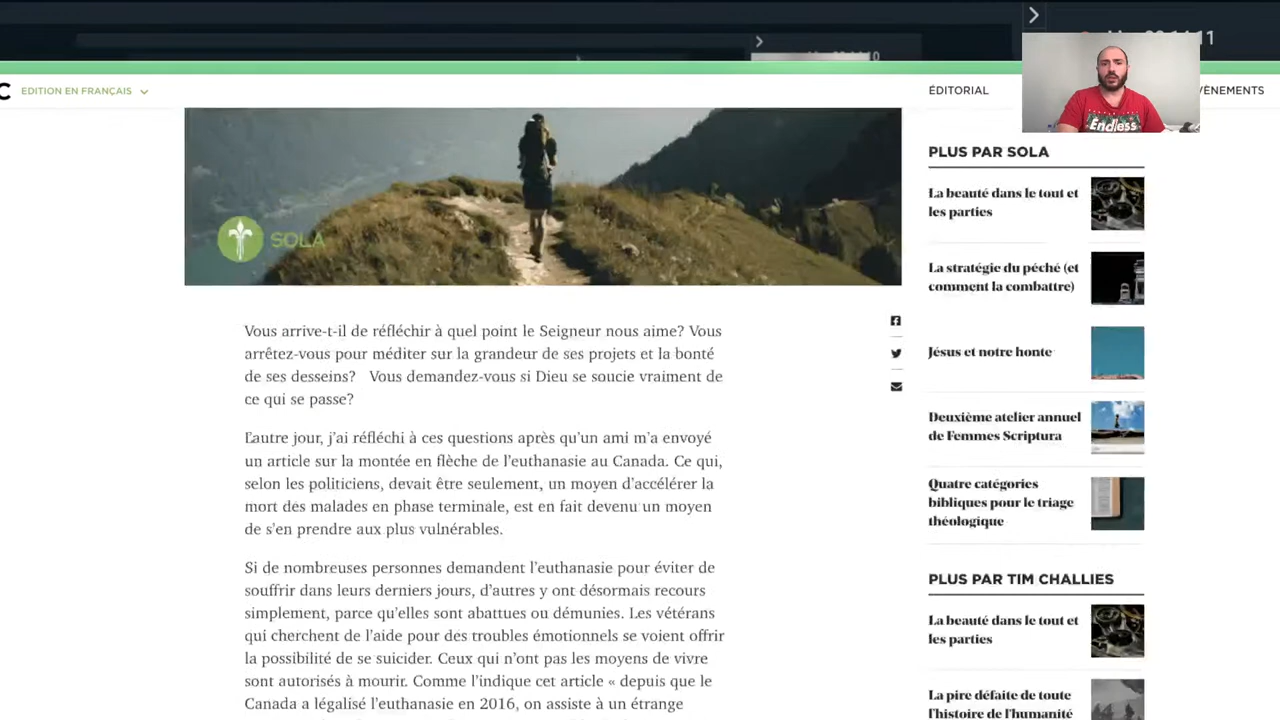 C EDITION EN FRANÇAIS
ÉDITORIAL
Endless
SOLA
Vous arrive-t-il de réfléchir à quel point le Seigneur nous aime? Vous
arrêtez-vous pour méditer sur la grandeur de ses projets et la bonté
de ses desseins? Vous demandez-vous si Dieu se soucie vraiment de
ce qui se passe?
L'autre jour, j'ai réfléchi à ces questions après qu'un ami m'a envoyé
un article sur la montée en flèche de l'euthanasie au Canada. Ce qui,
selon les politiciens, devait être seulement, un moyen d'accélérer la
mort des malades en phase terminale, est en fait devenu un moyen
de s'en prendre aux plus vulnérables.
Si de nombreuses personnes demandent l'euthanasie pour éviter de
souffrir dans leurs derniers jours, d'autres y ont désormais recours
simplement, parce qu'elles sont abattues ou démunies. Les vétérans
qui cherchent de l'aide pour des troubles émotionnels se voient offrir
la possibilité de se suicider. Ceux qui n'ont pas les moyens de vivre
sont autorisés à mourir. Comme l'indique cet article « depuis que le
Canada a légalisé l'euthanasie en 2016, on assiste à un étrange
PLUS PAR SOLA
La beauté dans le tout et
les parties
La stratégie du péché (et
comment la combattre)
Jésus et notre honte
Deuxième atelier annuel
de Femmes Scriptura
Quatre catégories
bibliques pour le triage
théologique
PLUS PAR TIM CHALLIES
La beauté dans le tout et
les parties
La pire défaite de toute
l'histoire de l'humanité